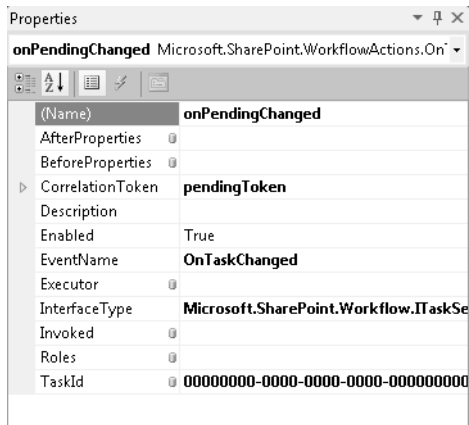 Properties
onPendingChanged Microsoft.SharePoint.WorkflowActions.On
(Name) onPendingChanged
AfterProperties
BeforeProperties
CorrelationToken pendingToken
Description
Enabled True
EventName OnTaskChanged
Executor
InterfaceType Microsoft.SharePoint.Workflow.ITaskSe
Invoked
Roles
TaskId 00000000-0000-0000-0000-000000000